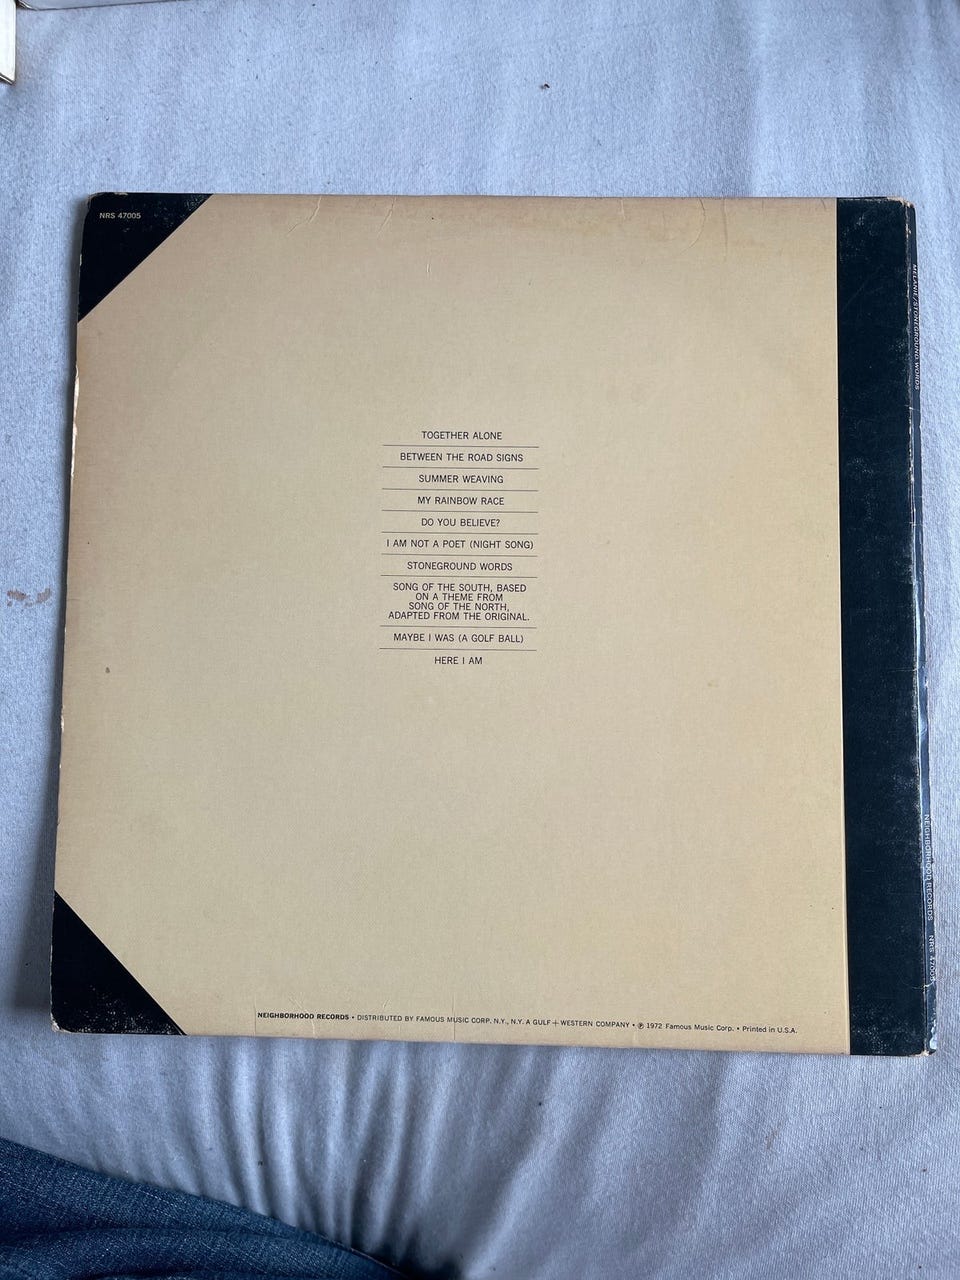 NRS 47005
TOGETHER ALONE
BETWEEN THE ROAD SIGNS
SUMMER WEAVING
MY RAINBOW RACE
DO YOU BELIEVE?
I AM NOT A POET (NIGHT SONG)
STONEGROUND WORDS
SONG OF THE SOUTH, BASED
ON A THEME FROM
SONG OF THE NORTH,
ADAPTED FROM THE ORIGINAL.
MAYBE I WAS (A GOLF BALL)
HERE I AM
NEIGHBORHOOD RECORDS • DISTRIBUTED BY FAMOUS MUSIC CORP. N.Y., N.Y. A GULF + WESTERN COMPANY • ℗ 1972 Famous Music Corp. • Printed in U.S.A.
MELANIE/STONEGROUND WORDS
NEIGHBORHOOD RECORDS NRS 47005